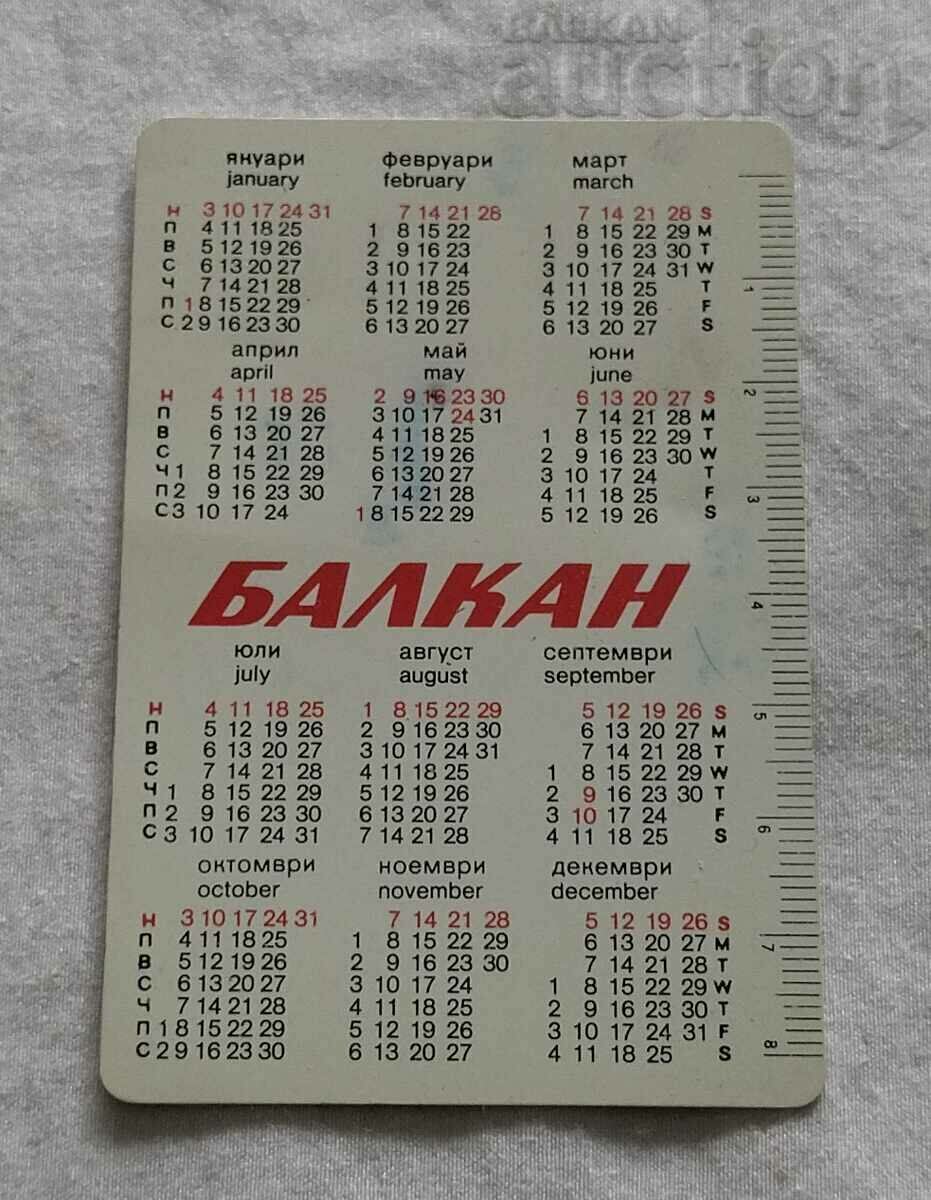 БАЛКАН
auction
януари февруари март
january february march
н 3 10 17 24 31 7 14 21 28 7 14 21 28 S
п 4 11 18 25 1 8 15 22 1 8 15 22 29 M
в 5 12 19 26 2 9 16 23 2 9 16 23 30 T
с 6 13 20 27 3 10 17 24 3 10 17 24 31 W
ч 7 14 21 28 4 11 18 25 4 11 18 25 T
п 1 8 15 22 29 5 12 19 26 5 12 19 26 F
с 2 9 16 23 30 6 13 20 27 6 13 20 27 S
април май юни
april may june
н 4 11 18 25 2 9 16 23 30 6 13 20 27 S
п 5 12 19 26 3 10 17 24 31 7 14 21 28 M
в 6 13 20 27 4 11 18 25 1 8 15 22 29 T
с 7 14 21 28 5 12 19 26 2 9 16 23 30 W
ч 1 8 15 22 29 6 13 20 27 3 10 17 24 T
п 2 9 16 23 30 7 14 21 28 4 11 18 25 F
с 3 10 17 24 1 8 15 22 29 5 12 19 26 S
БАЛКАН
юли август септември
july august september
н 4 11 18 25 1 8 15 22 29 5 12 19 26 S
п 5 12 19 26 2 9 16 23 30 6 13 20 27 M
в 6 13 20 27 3 10 17 24 31 7 14 21 28 T
с 7 14 21 28 4 11 18 25 1 8 15 22 29 W
ч 1 8 15 22 29 5 12 19 26 2 9 16 23 30 T
п 2 9 16 23 30 6 13 20 27 3 10 17 24 F
с 3 10 17 24 31 7 14 21 28 4 11 18 25 S
октомври ноември декември
october november december
н 3 10 17 24 31 7 14 21 28 5 12 19 26 S
п 4 11 18 25 1 8 15 22 29 6 13 20 27 M
в 5 12 19 26 2 9 16 23 30 7 14 21 28 T
с 6 13 20 27 3 10 17 24 1 8 15 22 29 W
ч 7 14 21 28 4 11 18 25 2 9 16 23 30 T
п 1 8 15 22 29 5 12 19 26 3 10 17 24 31 F
с 2 9 16 23 30 6 13 20 27 4 11 18 25 S
1
2
3
4
5
6
7
8